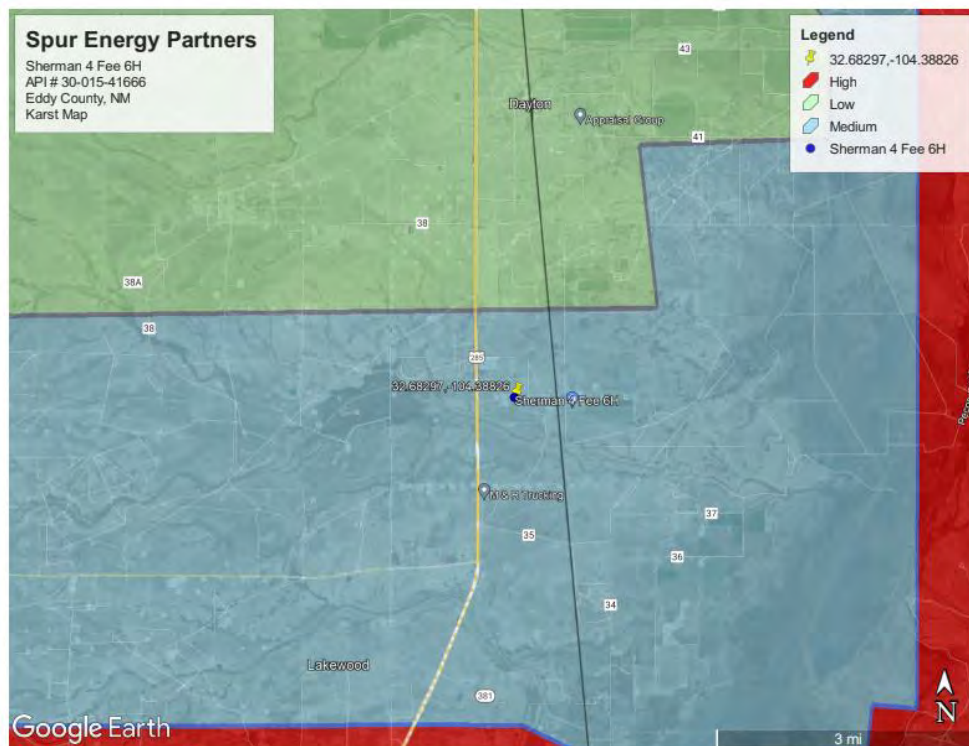 Spur Energy Partners
Sherman 4 Fee 6H
API # 30-015-41666
Eddy County, NM
Karst Map
Legend
32.68297,-104.38826
High
Low
Medium
Sherman 4 Fee 6H
43
Dayton
Appraisal Group
41
38
38A
38
285
32.68297,-104.38826
Sherman 4 Fee 6H
M & R Trucking
37
35
36
34
Lakewood
381
N
Google Earth
3 mi